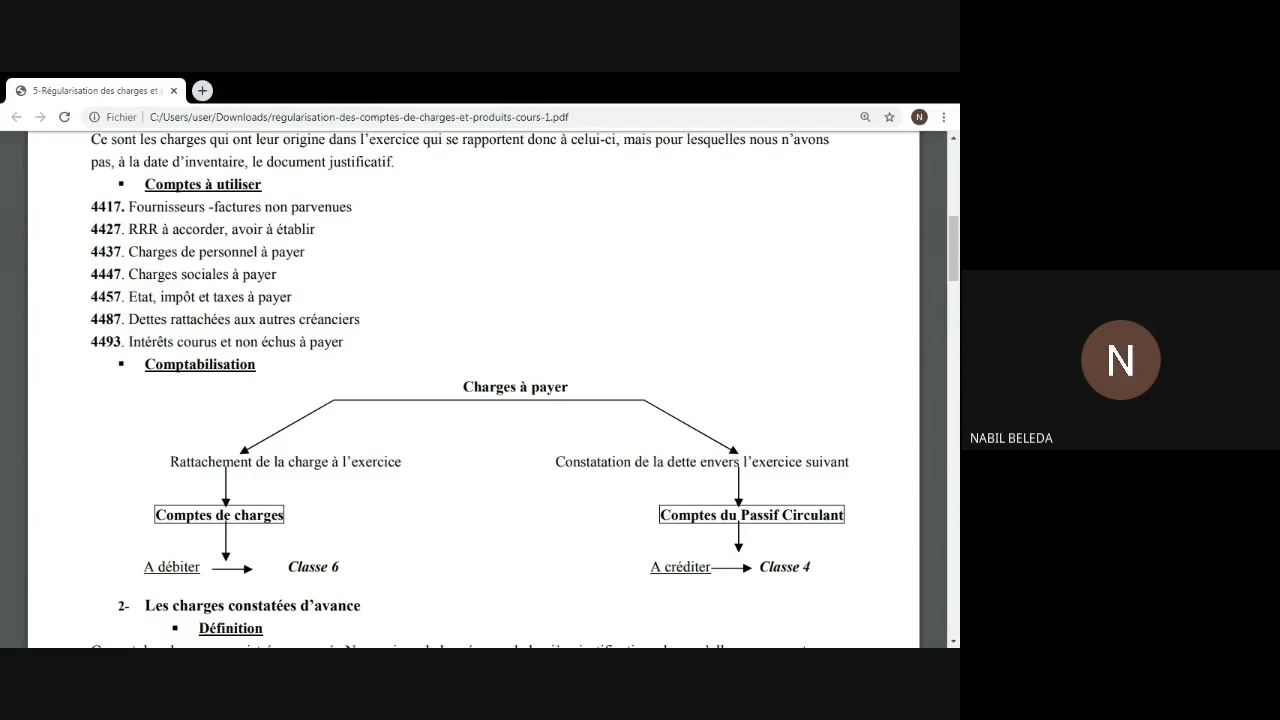 5-Régularisation des charges et
Fichier | C:/Users/user/Downloads/regularisation-des-comptes-de-charges-et-produits-cours-1.pdf
N
Ce sont les charges qui ont leur origine dans l’exercice qui se rapportent donc à celui-ci, mais pour lesquelles nous n’avons
pas, à la date d’inventaire, le document justificatif.
▪ Comptes à utiliser
4417. Fournisseurs -factures non parvenues
4427. RRR à accorder, avoir à établir
4437. Charges de personnel à payer
4447. Charges sociales à payer
4457. Etat, impôt et taxes à payer
4487. Dettes rattachées aux autres créanciers
4493. Intérêts courus et non échus à payer
▪ Comptabilisation
Charges à payer
Rattachement de la charge à l’exercice
Constatation de la dette envers l’exercice suivant
Comptes de charges
Comptes du Passif Circulant
A débiter
Classe 6
A créditer
Classe 4
2- Les charges constatées d’avance
▪ Définition
N
NABIL BELEDA